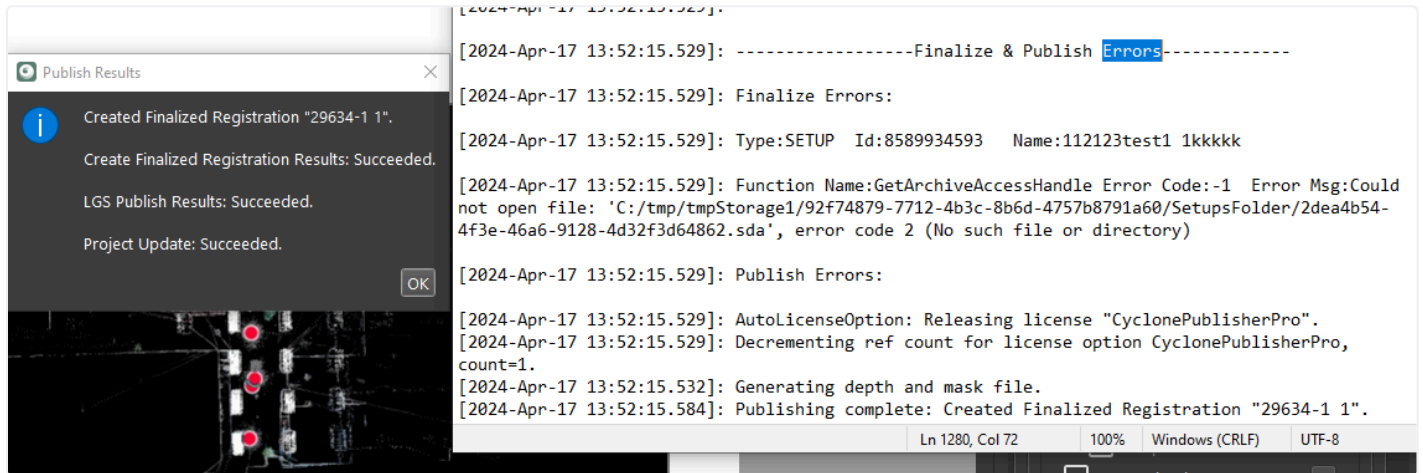 Publish Results
Created Finalized Registration "29634-1 1".
Create Finalized Registration Results: Succeeded.
LGS Publish Results: Succeeded.
Project Update: Succeeded.
OK
[2024-Apr-17 13:52:15.529]:
[2024-Apr-17 13:52:15.529]: ------------------Finalize & Publish Errors-------------
[2024-Apr-17 13:52:15.529]: Finalize Errors:
[2024-Apr-17 13:52:15.529]: Type:SETUP  Id:8589934593   Name:112123test1 1kkkkk
[2024-Apr-17 13:52:15.529]: Function Name:GetArchiveAccessHandle Error Code:-1  Error Msg:Could
not open file: 'C:/tmp/tmpStorage1/92f74879-7712-4b3c-8b6d-4757b8791a60/SetupsFolder/2dea4b54-
4f3e-46a6-9128-4d32f3d64862.sda', error code 2 (No such file or directory)
[2024-Apr-17 13:52:15.529]: Publish Errors:
[2024-Apr-17 13:52:15.529]: AutoLicenseOption: Releasing license "CyclonePublisherPro".
[2024-Apr-17 13:52:15.529]: Decrementing ref count for license option CyclonePublisherPro,
count=1.
[2024-Apr-17 13:52:15.532]: Generating depth and mask file.
[2024-Apr-17 13:52:15.584]: Publishing complete: Created Finalized Registration "29634-1 1".
Ln 1280, Col 72
100%
Windows (CRLF)
UTF-8